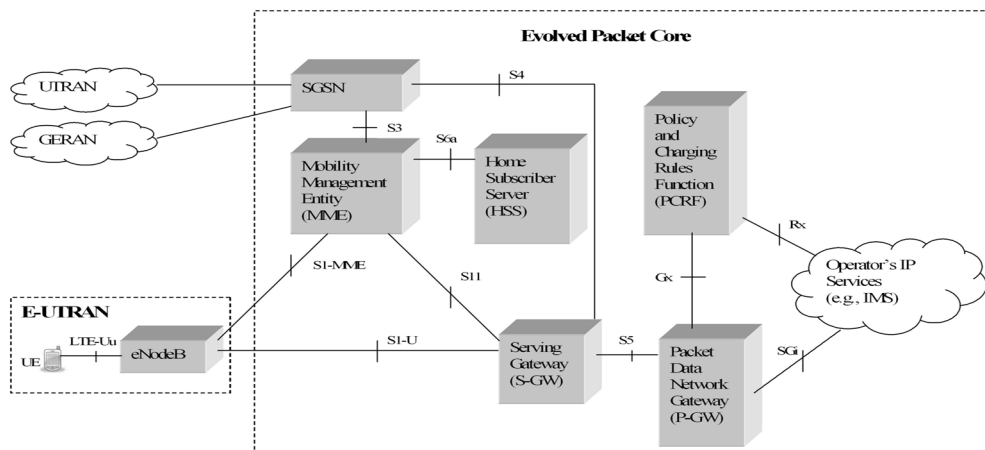 Evolved Packet Core
UTRAN
GERAN
SGSN
S4
S3
Mobility
Management
Entity
(MME)
S6a
Home
Subscriber
Server
(HSS)
Policy
and
Charging
Rules
Function
(PCRF)
Rx
Gx
Operator's IP
Services
(e.g., IMS)
S1-MME
S11
E-UTRAN
LTE-Uu
UE
eNodeB
S1-U
Serving
Gateway
(S-GW)
S5
Packet
Data
Network
Gateway
(P-GW)
SGi